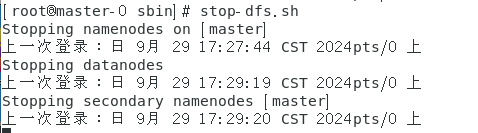 [root@master-0 sbin]# stop-dfs.sh
Stopping namenodes on [master]
上一次登录：日 9月 29 17:27:44 CST 2024pts/0 上
Stopping datanodes
上一次登录：日 9月 29 17:29:19 CST 2024pts/0 上
Stopping secondary namenodes [master]
上一次登录：日 9月 29 17:29:20 CST 2024pts/0 上